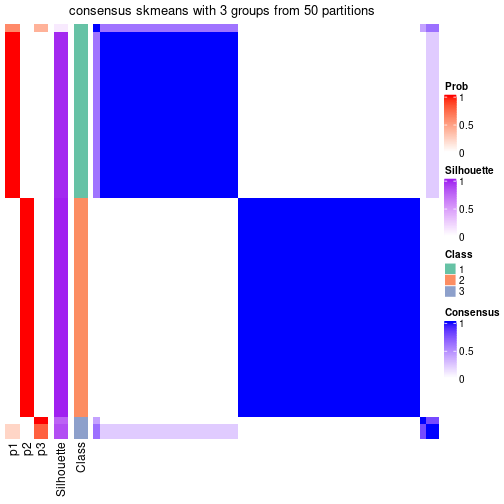 consensus skmeans with 3 groups from 50 partitions
Prob
1
0.5
0
Silhouette
1
0.5
0
Class
1
2
3
Consensus
1
0.5
0
p1
p2
p3
Silhouette
Class